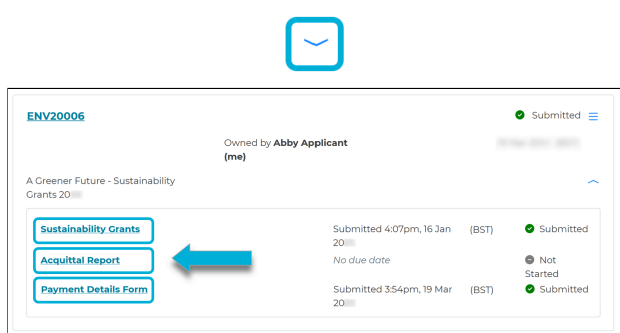 ENV20006
Submitted
Owned by Abby Applicant
(me)
A Greener Future - Sustainability
Grants 20
Sustainability Grants
Submitted 4:07pm, 16 Jan
20
(BST)
Submitted
Acquittal Report
No due date
Not
Started
Payment Details Form
Submitted 3:54pm, 19 Mar
20
(BST)
Submitted